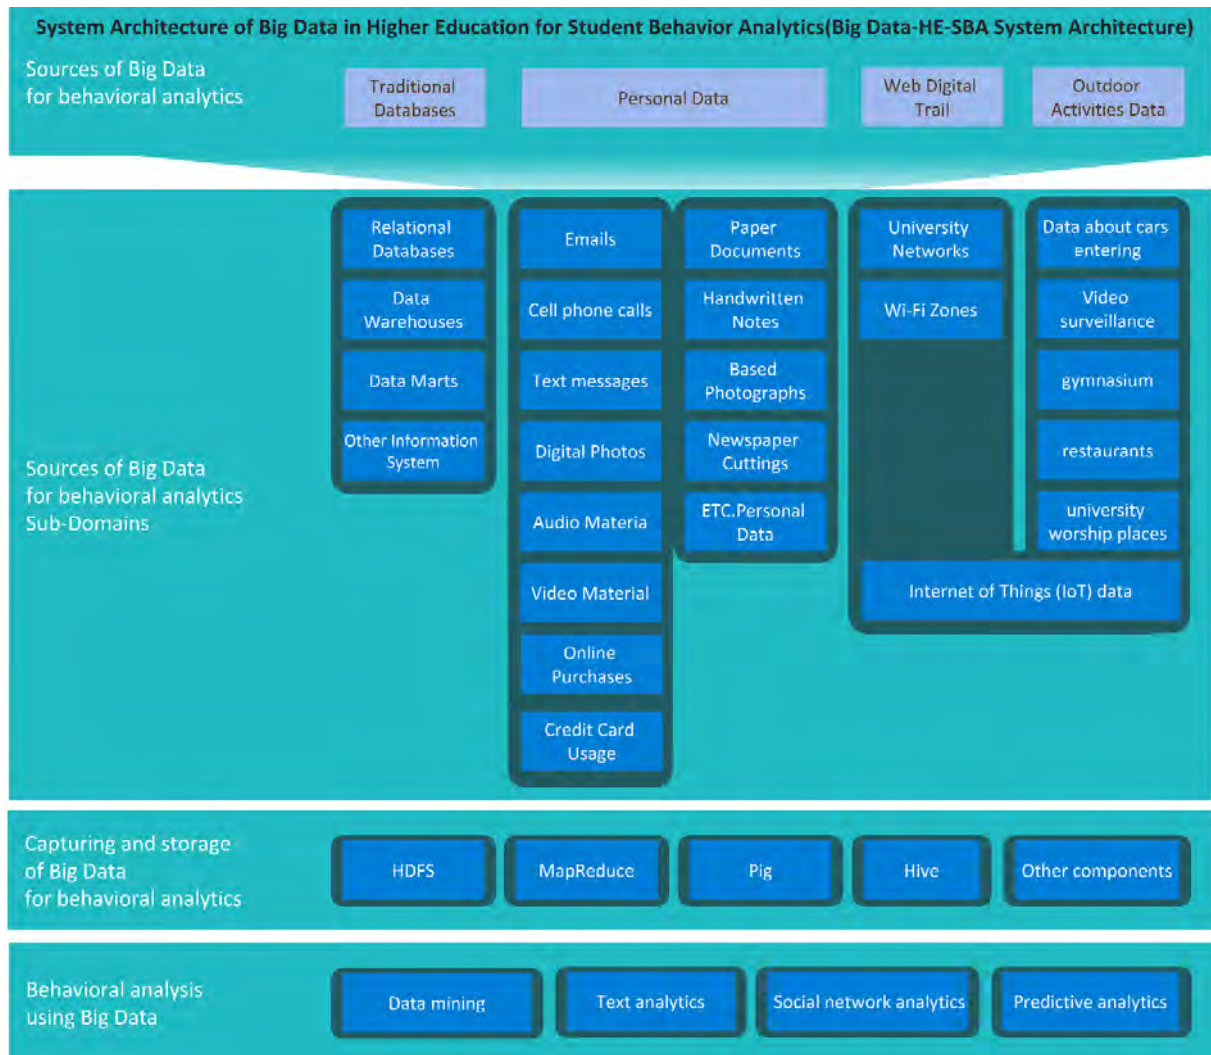 System Architecture of Big Data in Higher Education for Student Behavior Analytics(Big Data-HE-SBA System Architecture)
Sources of Big Data
for behavioral analytics
Traditional
Databases
Personal Data
Web Digital
Trail
Outdoor
Activities Data
Sources of Big Data
for behavioral analytics
Sub-Domains
Relational
Databases
Data
Warehouses
Data Marts
Other Information
System
Emails
Cell phone calls
Text messages
Digital Photos
Audio Materia
Video Material
Online
Purchases
Credit Card
Usage
Paper
Documents
Handwritten
Notes
Based
Photographs
Newspaper
Cuttings
ETC.Personal
Data
University
Networks
Wi-Fi Zones
Data about cars
entering
Video
surveillance
gymnasium
restaurants
university
worship places
Internet of Things (IoT) data
Capturing and storage
of Big Data
for behavioral analytics
HDFS
MapReduce
Pig
Hive
Other components
Behavioral analysis
using Big Data
Data mining
Text analytics
Social network analytics
Predictive analytics